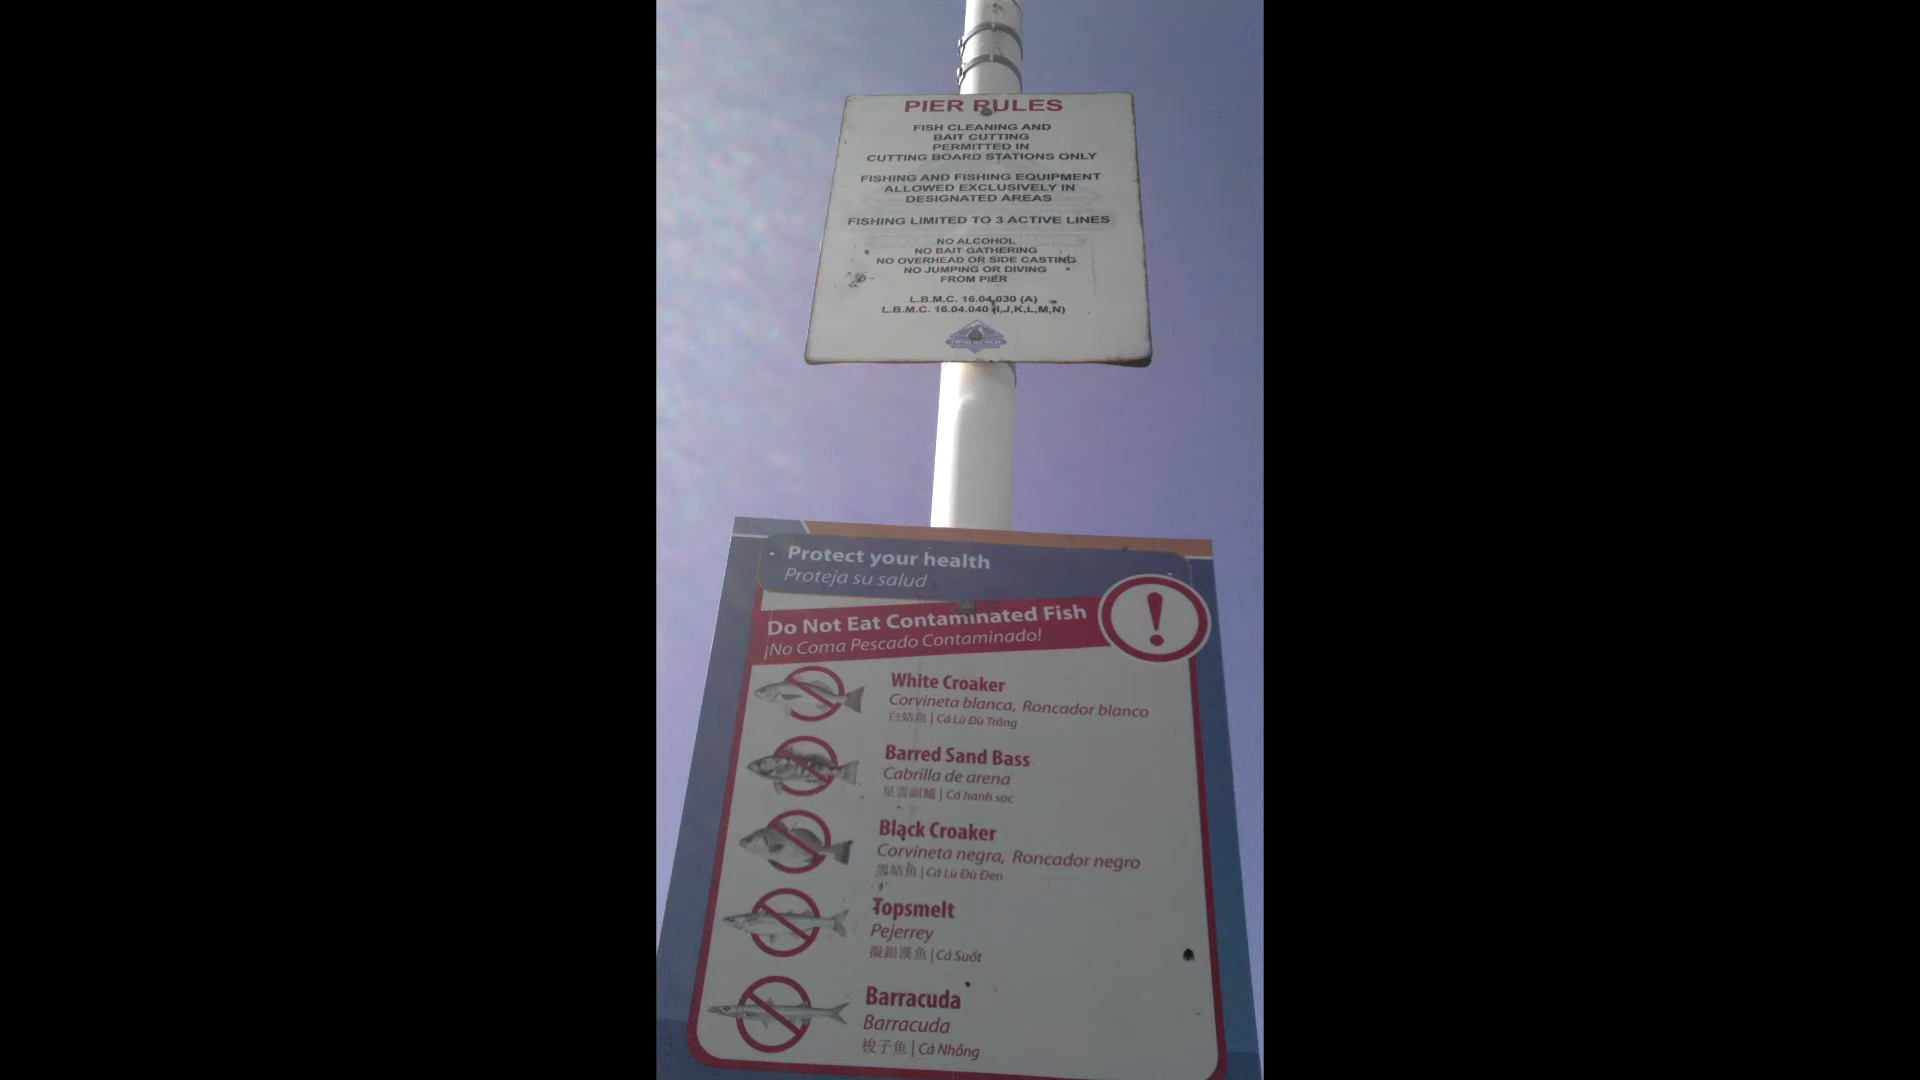 PIER RULES
FISH CLEANING AND
BAIT CUTTING
PERMITTED IN
CUTTING BOARD STATIONS ONLY
FISHING AND FISHING EQUIPMENT
ALLOWED EXCLUSIVELY IN
DESIGNATED AREAS
FISHING LIMITED TO 3 ACTIVE LINES
NO ALCOHOL
NO BAIT GATHERING
NO OVERHEAD OR SIDE CASTING
NO JUMPING OR DIVING
FROM PIER
L.B.M.C. 16.04.030 (A)
L.B.M.C. 16.04.040 (I,J,K,L,M,N)
LONG BEACH
Protect your health
Proteja su salud
Do Not Eat Contaminated Fish
¡No Coma Pescado Contaminado!
White Croaker
Corvineta blanca, Roncador blanco
白姑魚 | Cá Lù Đù Trắng
Barred Sand Bass
Cabrilla de arena
星雲副鱸 | Cá hanh sọc
Black Croaker
Corvineta negra, Roncador negro
黑姑魚 | Cá Lù Đù Đen
Topsmelt
Pejerrey
擬銀漢魚 | Cá Suốt
Barracuda
Barracuda
梭子魚 | Cá Nhồng